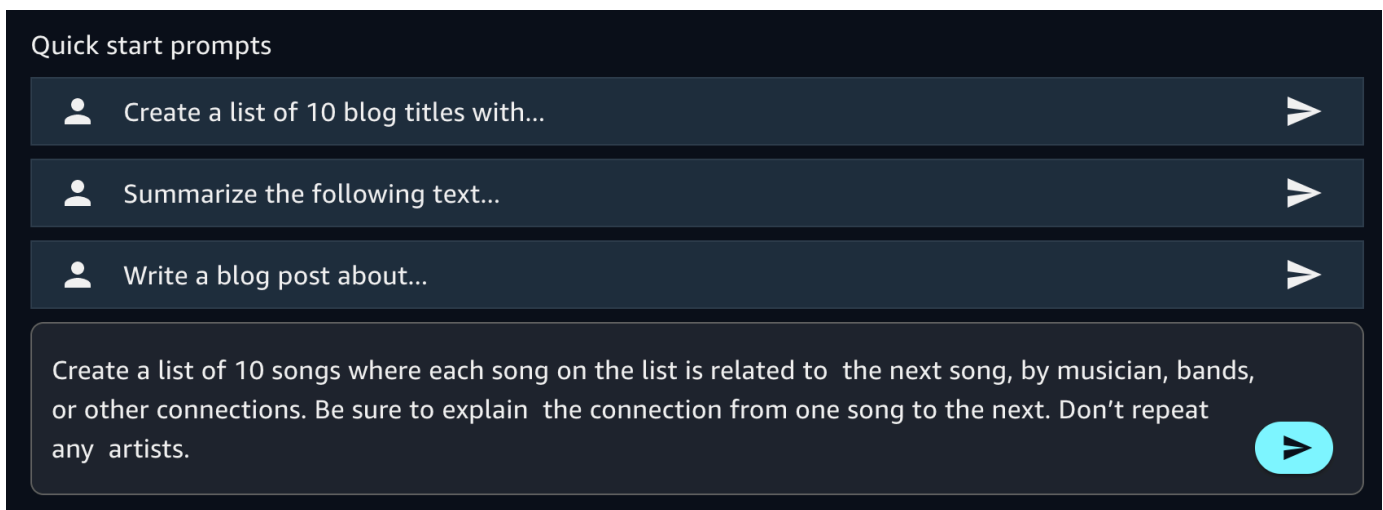 Quick start prompts
Create a list of 10 blog titles with...
Summarize the following text...
Write a blog post about...
Create a list of 10 songs where each song on the list is related to  the next song, by musician, bands,
or other connections. Be sure to explain  the connection from one song to the next. Don’t repeat
any  artists.